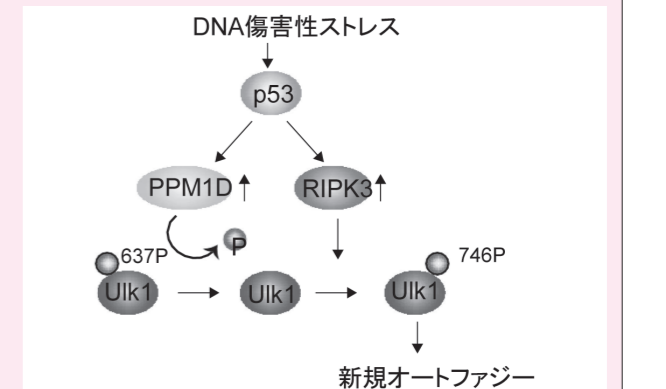 DNA傷害性ストレス
p53
PPM1D
RIPK3
P
637P
746P
Ulk1
Ulk1
Ulk1
新規オートファジー